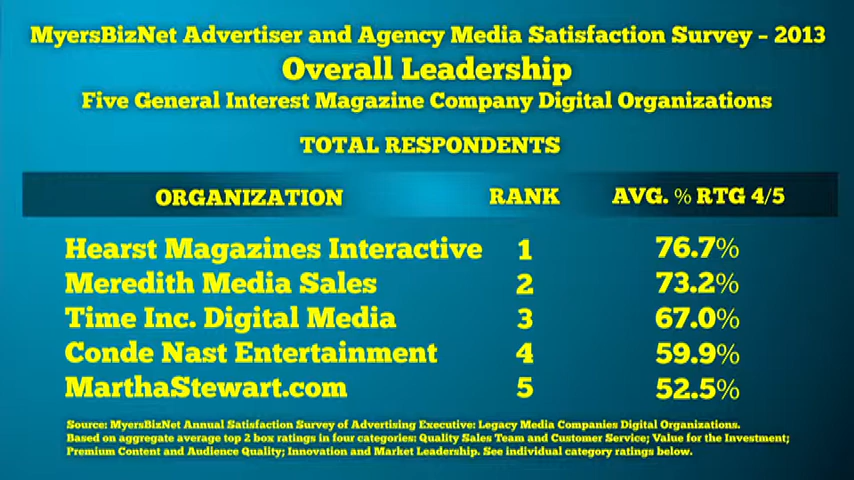 MyersBizNet Advertiser and Agency Media Satisfaction Survey – 2013
Overall Leadership
Five General Interest Magazine Company Digital Organizations
TOTAL RESPONDENTS
ORGANIZATION RANK AVG. % RTG 4/5
Hearst Magazines Interactive 1 76.7%
Meredith Media Sales 2 73.2%
Time Inc. Digital Media 3 67.0%
Conde Nast Entertainment 4 59.9%
MarthaStewart.com 5 52.5%
Source: MyersBizNet Annual Satisfaction Survey of Advertising Executive: Legacy Media Companies Digital Organizations.
Based on aggregate average top 2 box ratings in four categories: Quality Sales Team and Customer Service; Value for the Investment;
Premium Content and Audience Quality; Innovation and Market Leadership. See individual category ratings below.